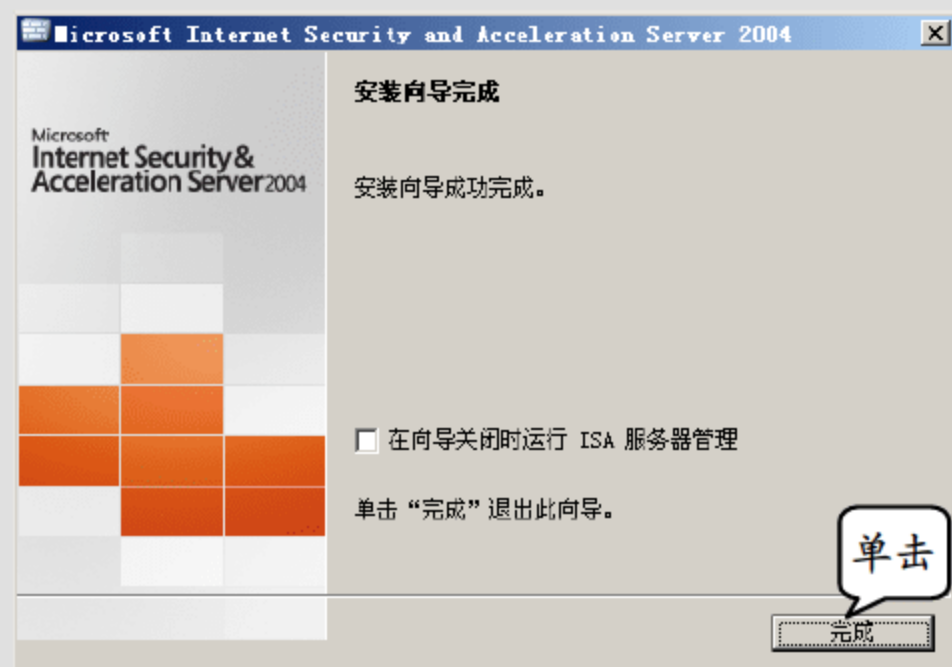 Microsoft Internet Security and Acceleration Server 2004
Microsoft
Internet Security &
Acceleration Server 2004
安装向导完成
安装向导成功完成。
在向导关闭时运行 ISA 服务器管理
单击“完成”退出此向导。
单击
完成